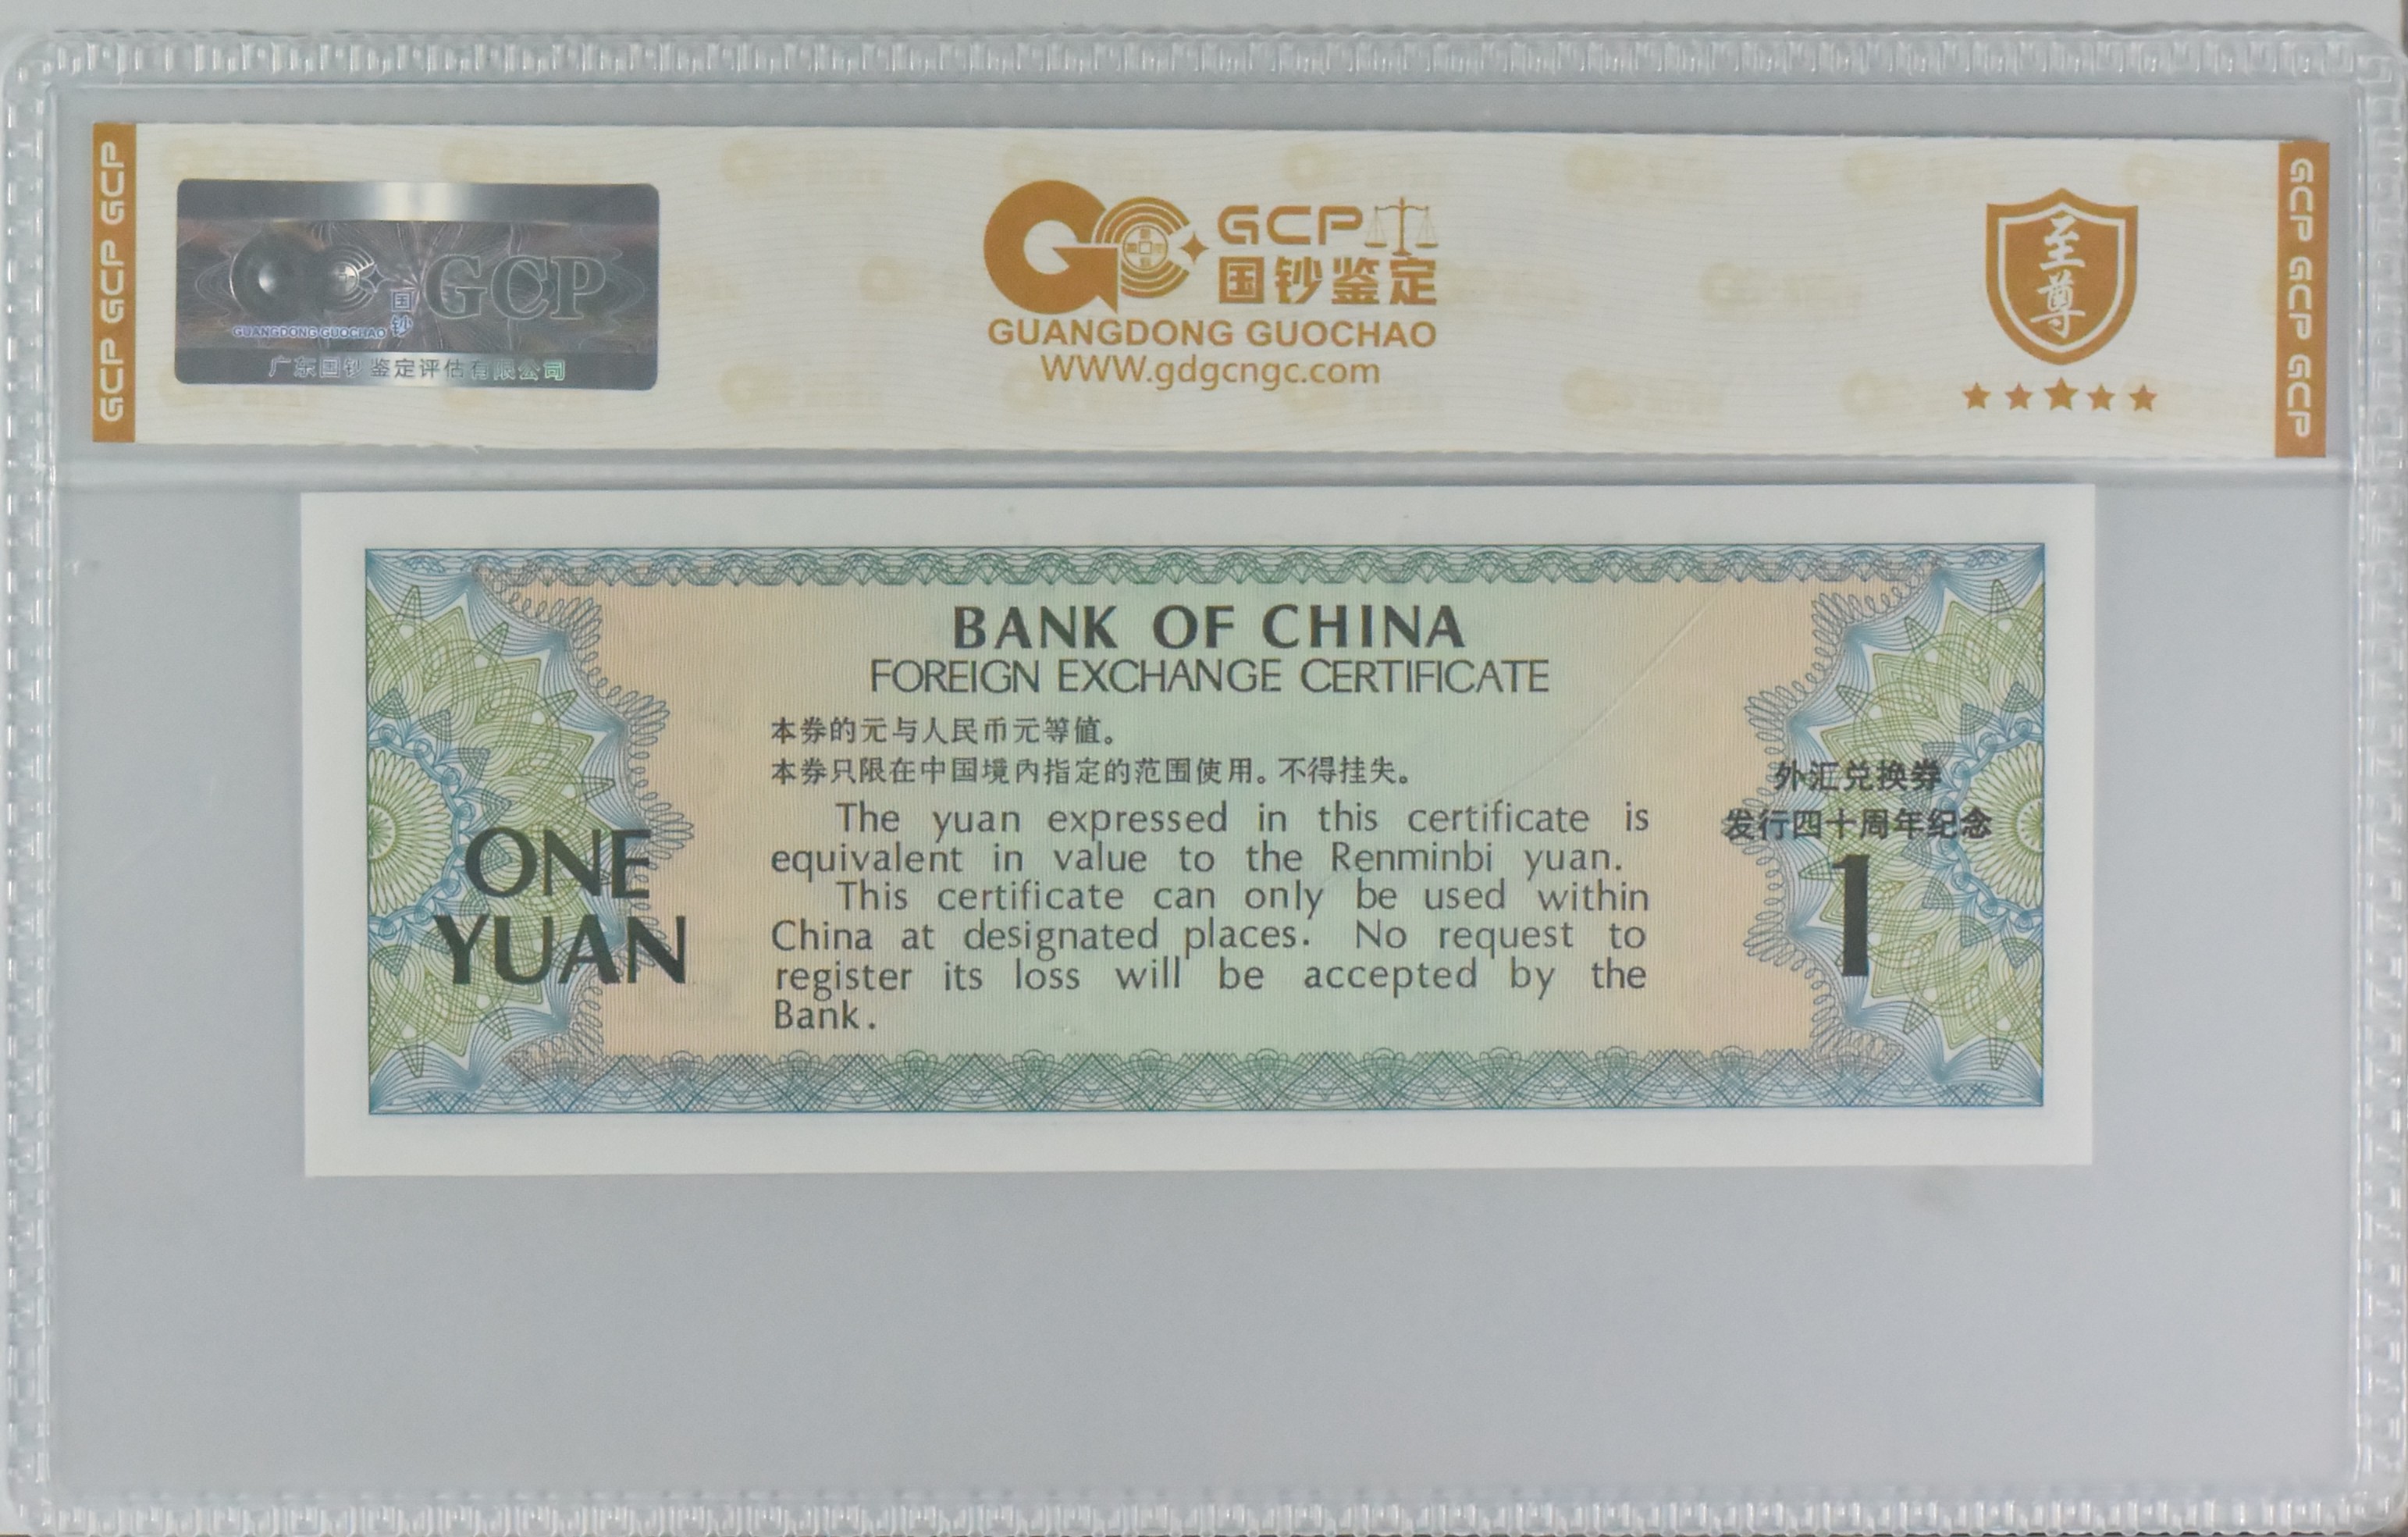 GCP GCP GCP
国钞
GCP
GUANGDONG GUOCHAO
广东国钞鉴定评估有限公司
GCP
国钞鉴定
GUANGDONG GUOCHAO
WWW.gdgcngc.com
至尊
GCP GCP GCP
BANK OF CHINA
FOREIGN EXCHANGE CERTIFICATE
本券的元与人民币元等值。
本券只限在中国境内指定的范围使用。不得挂失。
The yuan expressed in this certificate is
equivalent in value to the Renminbi yuan.
This certificate can only be used within
China at designated places. No request to
register its loss will be accepted by the
Bank.
ONE
YUAN
外汇兑换券
发行四十周年纪念
1